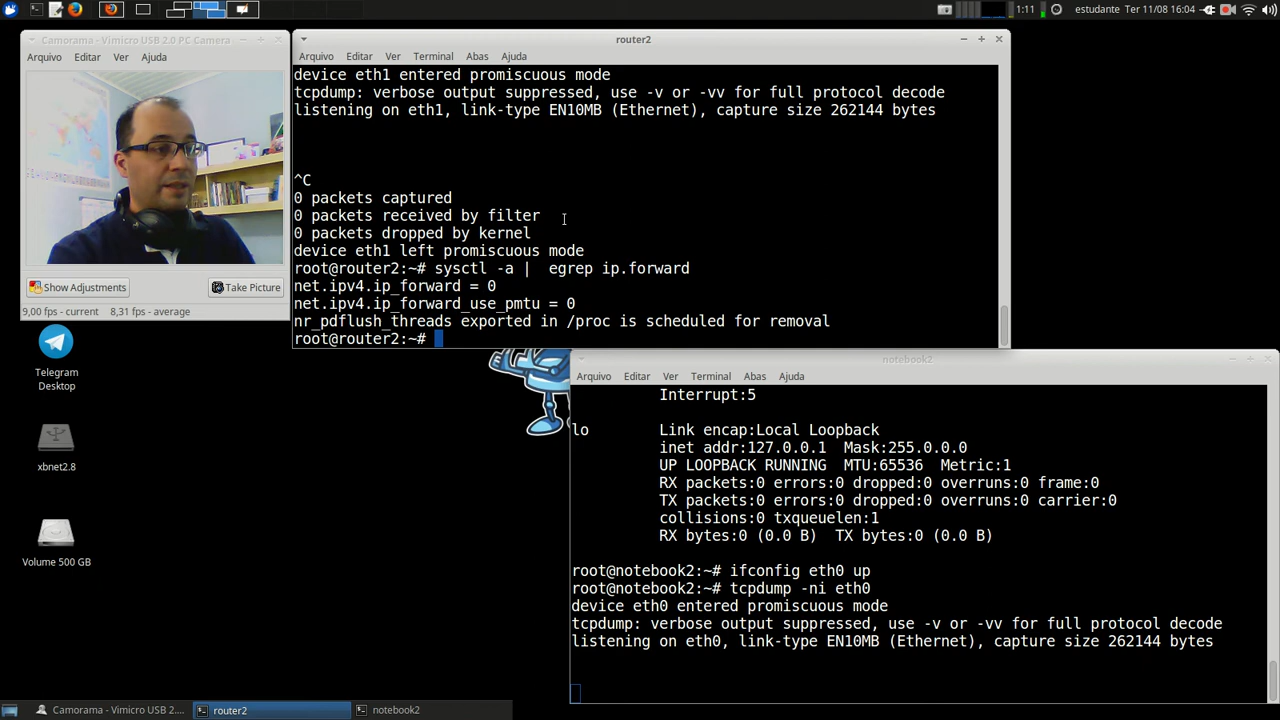 1:11
estudante
Ter 11/08 16:04
Camorama - Vimicro USB 2.0 PC Camera
Arquivo Editar Ver Ajuda
Show Adjustments
Take Picture
9,00 fps - current 8,31 fps - average
Telegram
Desktop
xbnet2.8
Volume 500 GB
router2
Arquivo Editar Ver Terminal Abas Ajuda
device eth1 entered promiscuous mode
tcpdump: verbose output suppressed, use -v or -vv for full protocol decode
listening on eth1, link-type EN10MB (Ethernet), capture size 262144 bytes
^C
0 packets captured
0 packets received by filter
0 packets dropped by kernel
device eth1 left promiscuous mode
root@router2:~# sysctl -a |  egrep ip.forward
net.ipv4.ip_forward = 0
net.ipv4.ip_forward_use_pmtu = 0
nr_pdflush_threads exported in /proc is scheduled for removal
root@router2:~#
notebook2
Arquivo Editar Ver Terminal Abas Ajuda
Interrupt:5
lo Link encap:Local Loopback
inet addr:127.0.0.1  Mask:255.0.0.0
UP LOOPBACK RUNNING  MTU:65536  Metric:1
RX packets:0 errors:0 dropped:0 overruns:0 frame:0
TX packets:0 errors:0 dropped:0 overruns:0 carrier:0
collisions:0 txqueuelen:1
RX bytes:0 (0.0 B)  TX bytes:0 (0.0 B)
root@notebook2:~# ifconfig eth0 up
root@notebook2:~# tcpdump -ni eth0
device eth0 entered promiscuous mode
tcpdump: verbose output suppressed, use -v or -vv for full protocol decode
listening on eth0, link-type EN10MB (Ethernet), capture size 262144 bytes
Camorama - Vimicro USB 2....
router2
notebook2